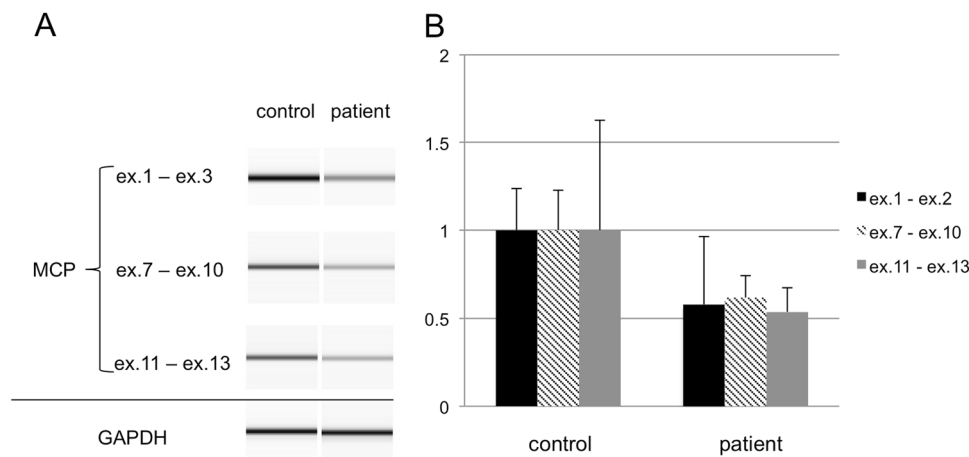 A
control patient
MCP
ex.1 – ex.3
ex.7 – ex.10
ex.11 – ex.13
GAPDH
B
2
1.5
1
0.5
0
control patient
ex.1 - ex.2
ex.7 - ex.10
ex.11 - ex.13